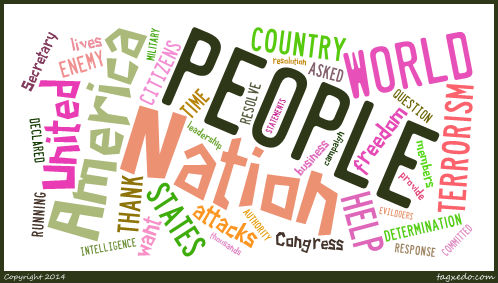 Secretary
lives
ENEMY
MILITARY
CITIZENS
America
United
DECLARED
RUNNING
PEOPLE
COUNTRY
resolution
ASKED
WORLD
TIME
RESOLVE
STATEMENTS
leadership
Nation
business
campaign
freedom
QUESTION
TERRORISM
members
provide
EVILDOERS
THANK
INTELLIGENCE
want
STATES
attacks
thousands
AUTHORITY
Congress
HELP
DETERMINATION
RESPONSE
COMMITTED
Copyright 2014
tagxedo.com